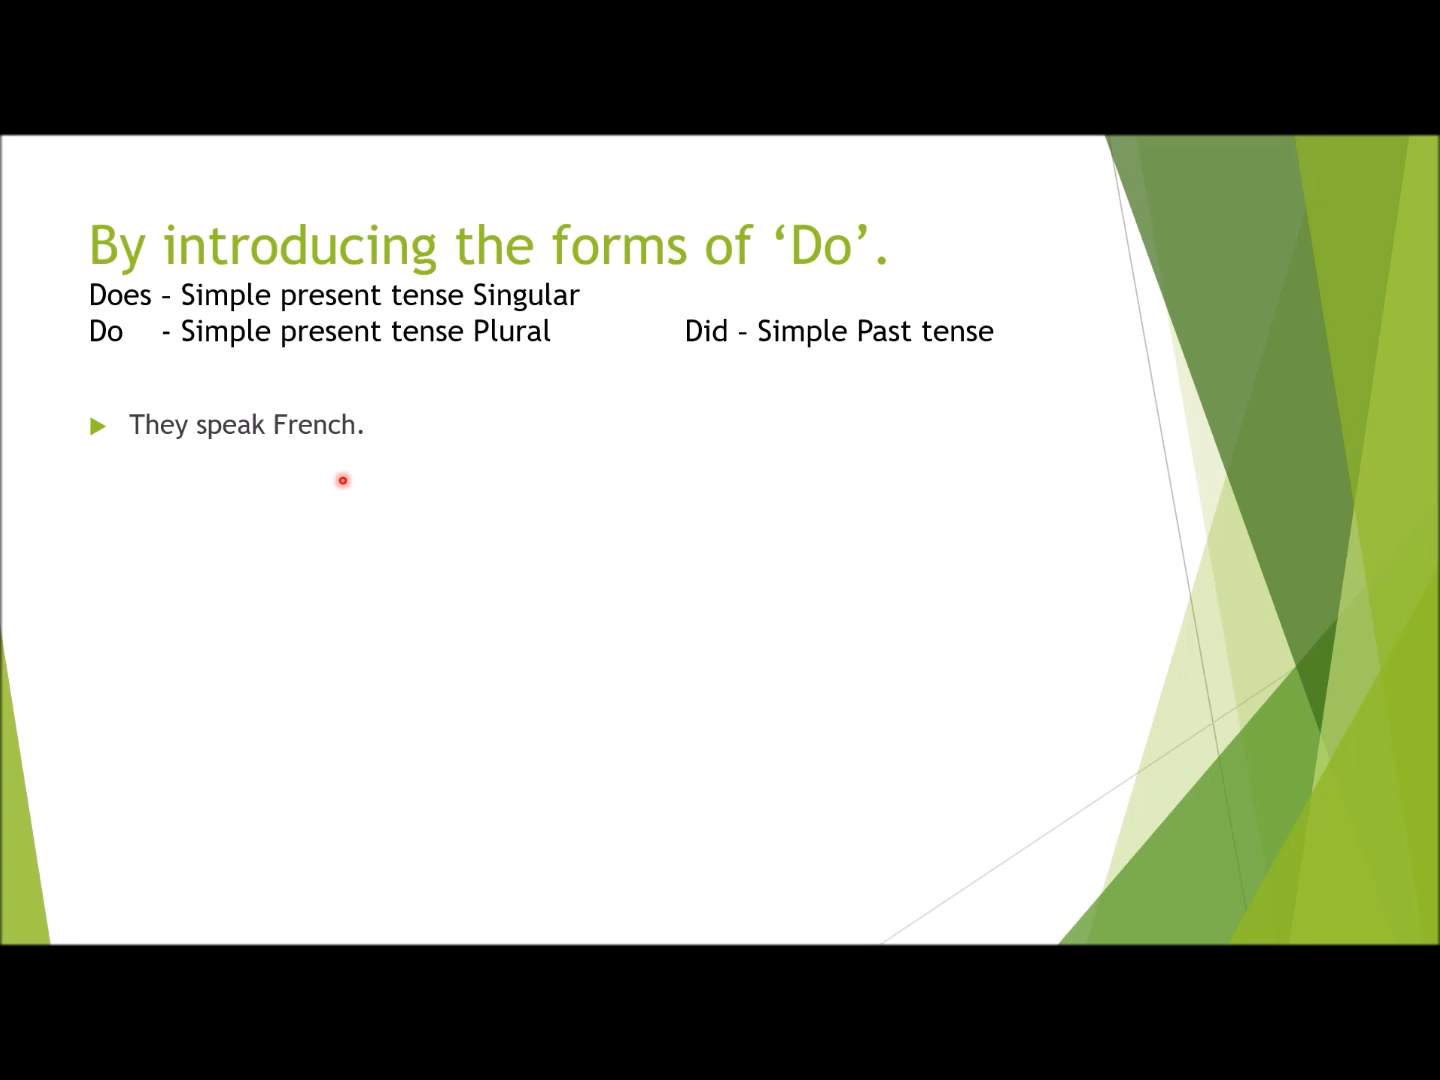 By introducing the forms of ‘Do’.
Does – Simple present tense Singular
Do - Simple present tense Plural Did – Simple Past tense
They speak French.